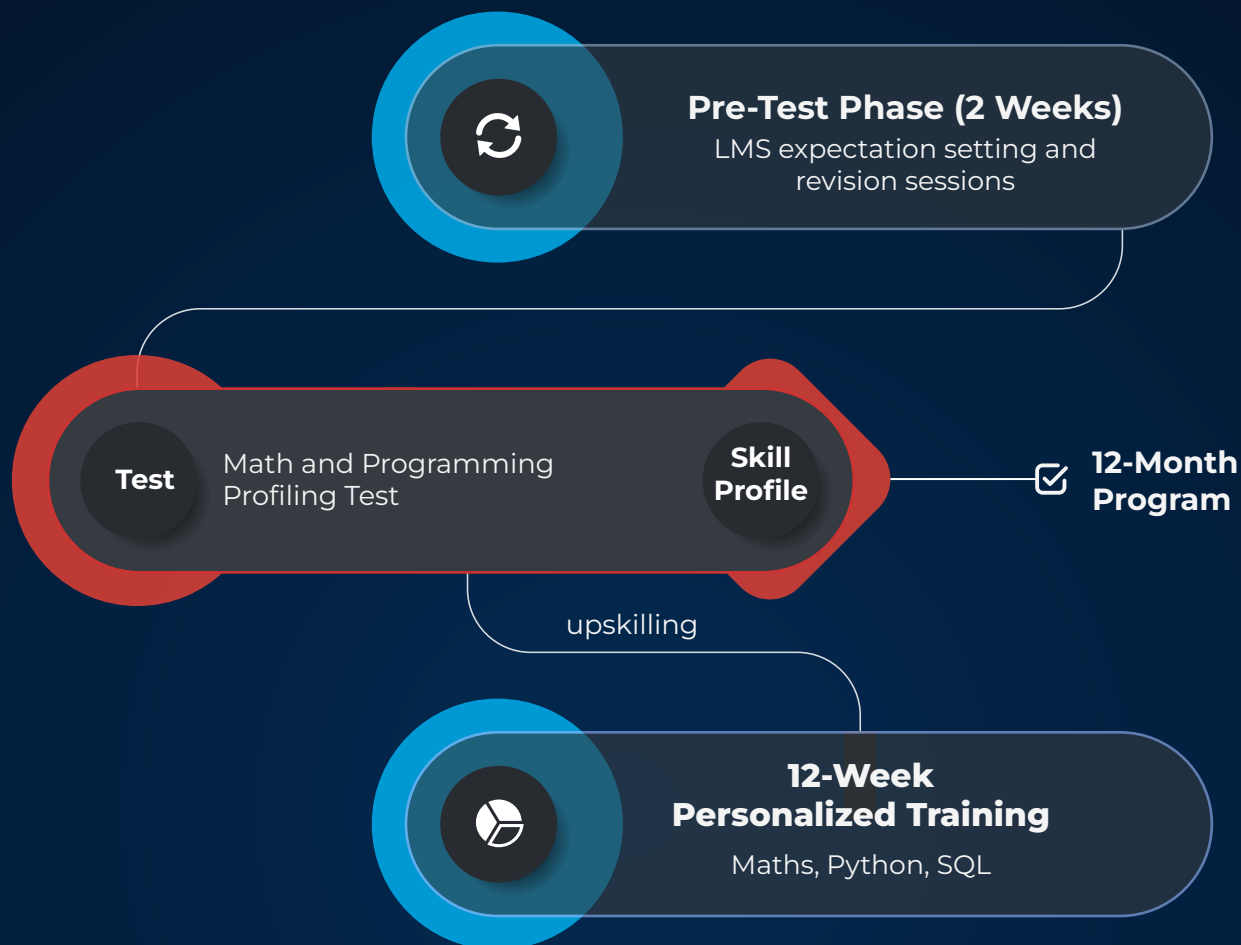 Pre-Test Phase (2 Weeks)
LMS expectation setting and
revision sessions
Test
Math and Programming
Profiling Test
Skill
Profile
12-Month
Program
upskilling
12-Week
Personalized Training
Maths, Python, SQL